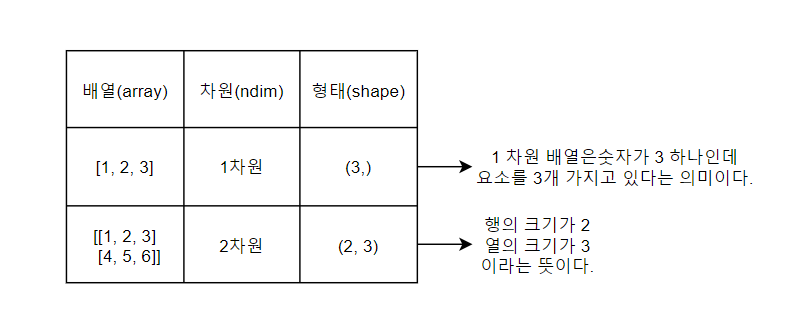 배열(array) 차원(ndim) 형태(shape)
[1, 2, 3] 1차원 (3,)
1 차원 배열은숫자가 3 하나인데
요소를 3개 가지고 있다는 의미이다.
[[1, 2, 3]
[4, 5, 6]]
2차원 (2, 3)
행의 크기가 2
열의 크기가 3
이라는 뜻이다.